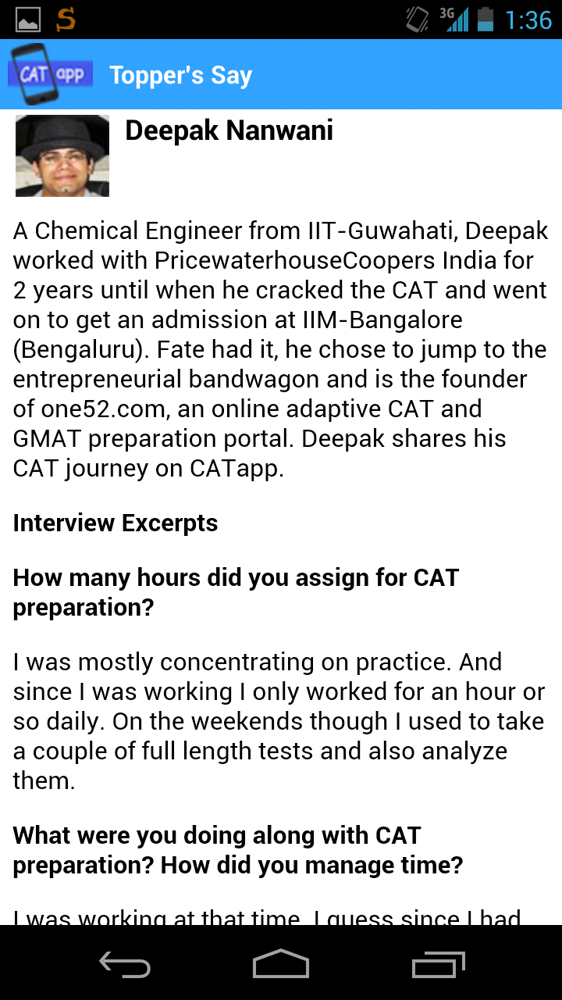 3G 1:36
CAT app Topper's Say
Deepak Nanwani
A Chemical Engineer from IIT-Guwahati, Deepak
worked with PricewaterhouseCoopers India for
2 years until when he cracked the CAT and went
on to get an admission at IIM-Bangalore
(Bengaluru). Fate had it, he chose to jump to the
entrepreneurial bandwagon and is the founder
of one52.com, an online adaptive CAT and
GMAT preparation portal. Deepak shares his
CAT journey on CATapp.
Interview Excerpts
How many hours did you assign for CAT
preparation?
I was mostly concentrating on practice. And
since I was working I only worked for an hour or
so daily. On the weekends though I used to take
a couple of full length tests and also analyze
them.
What were you doing along with CAT
preparation? How did you manage time?
I was working at that time. I guess since I had